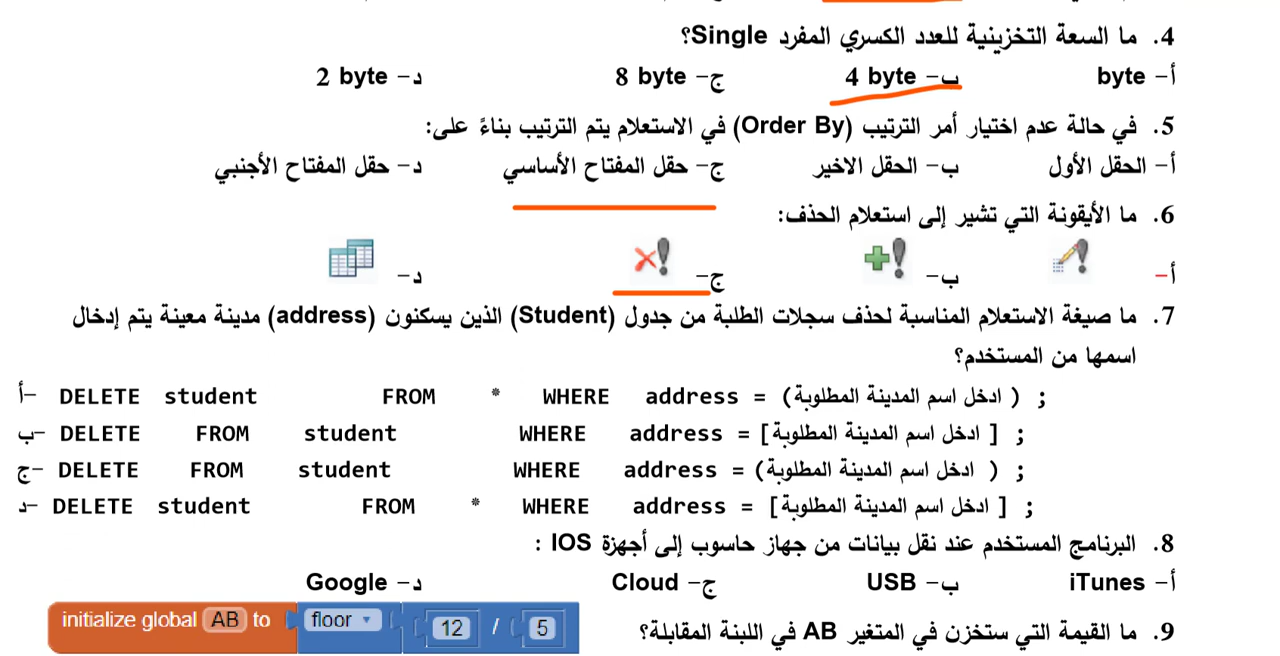 4. ما السعة التخزينية للعدد الكسري المفرد Single؟
أ- byte ب- 4 byte ج- 8 byte د- 2 byte
5. في حالة عدم اختيار أمر الترتيب (Order By) في الاستعلام يتم الترتيب بناءً على:
أ- الحقل الأول ب- الحقل الاخير ج- حقل المفتاح الأساسي د- حقل المفتاح الأجنبي
6. ما الأيقونة التي تشير إلى استعلام الحذف:
أ- ب- ج- د-
7. ما صيغة الاستعلام المناسبة لحذف سجلات الطلبة من جدول (Student) الذين يسكنون (address) مدينة معينة يتم إدخال
اسمها من المستخدم؟
أ- DELETE student FROM * WHERE address = (ادخل اسم المدينة المطلوبة ) ;
ب- DELETE FROM student WHERE address = [ادخل اسم المدينة المطلوبة ] ;
ج- DELETE FROM student WHERE address = (ادخل اسم المدينة المطلوبة ) ;
د- DELETE student FROM * WHERE address = [ادخل اسم المدينة المطلوبة ] ;
8. البرنامج المستخدم عند نقل بيانات من جهاز حاسوب إلى أجهزة IOS :
أ- iTunes ب- USB ج- Cloud د- Google
9. ما القيمة التي ستخزن في المتغير AB في اللبنة المقابلة؟
initialize global AB to floor 12 / 5